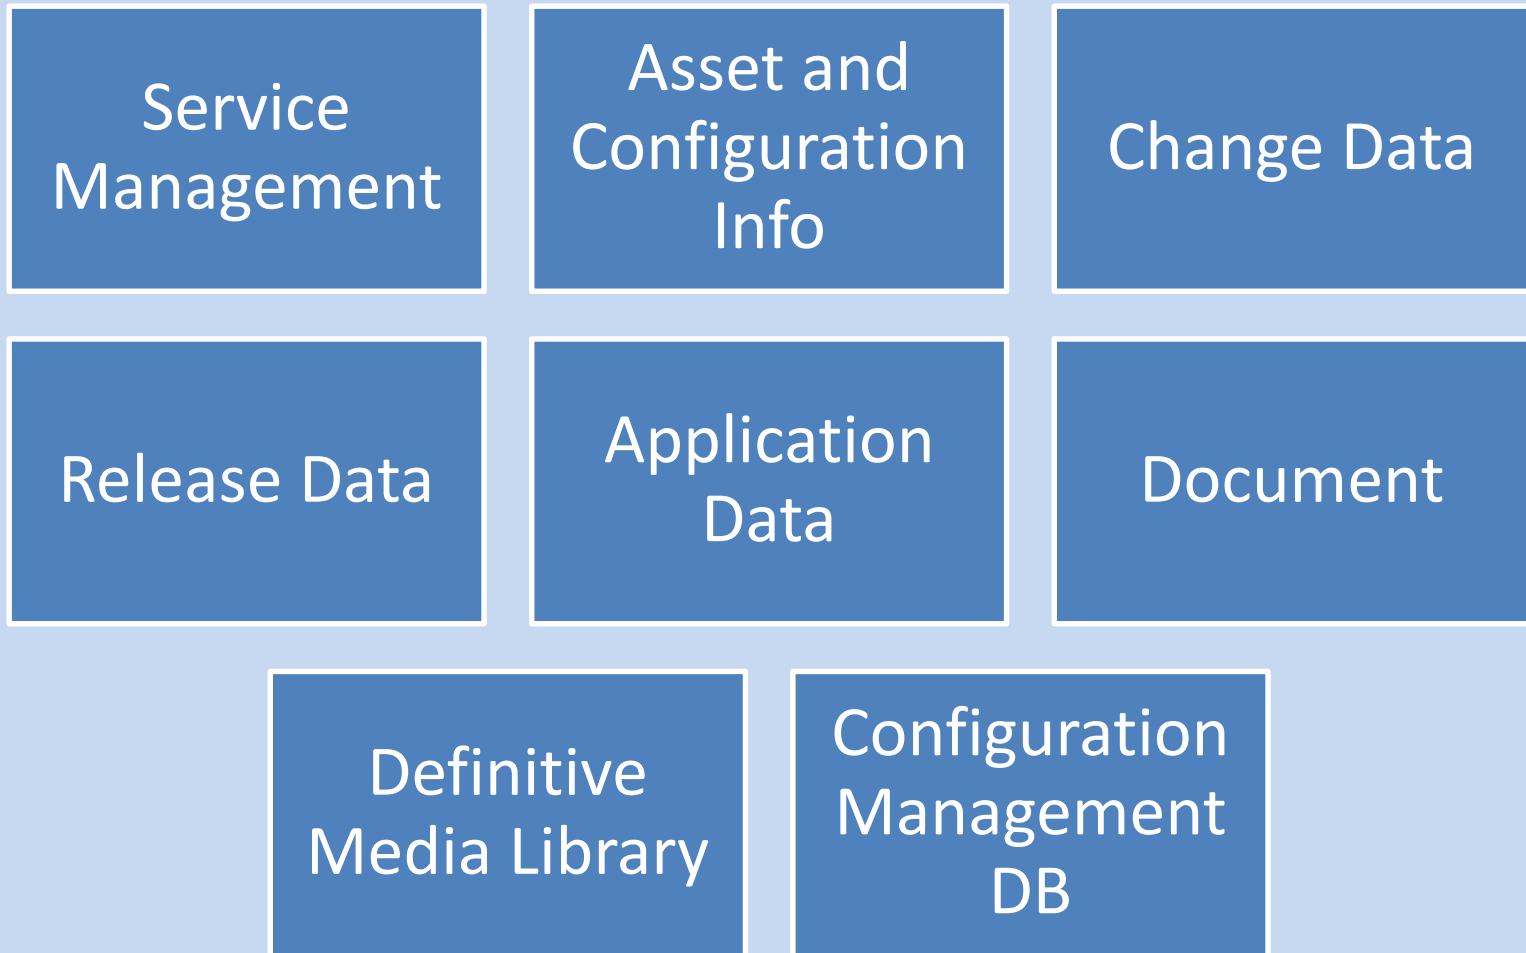 Service
Management
Asset and
Configuration
Info
Change Data
Release Data
Application
Data
Document
Definitive
Media Library
Configuration
Management
DB